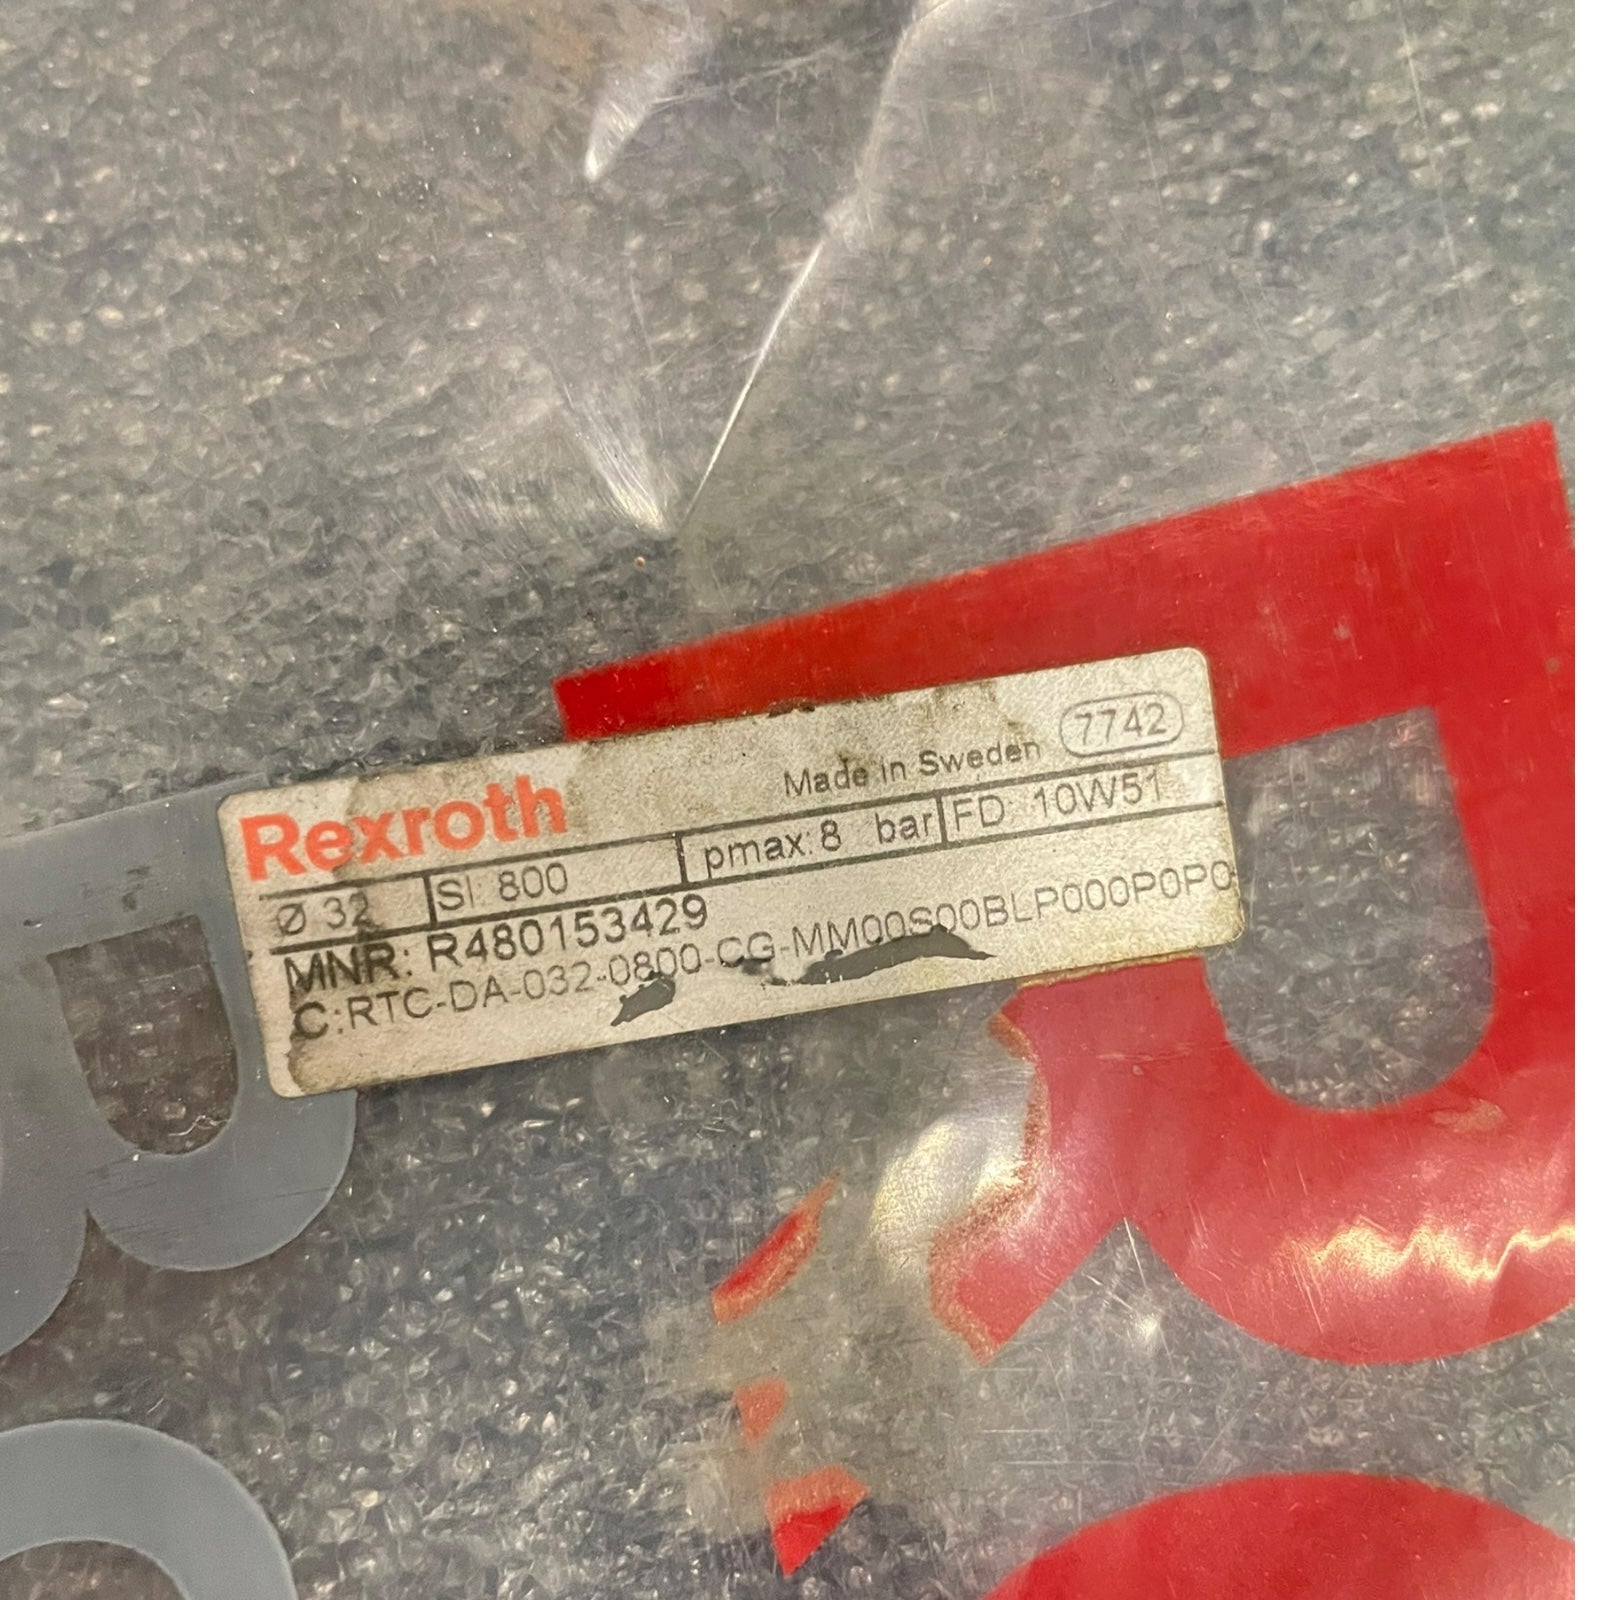 Rexroth Made in Sweden 7742
Ø 32 Sl: 800 pmax: 8 bar FD: 10W51
MNR: R480153429
C:RTC-DA-032-0800-CG-MM00S00BLP000P0P0